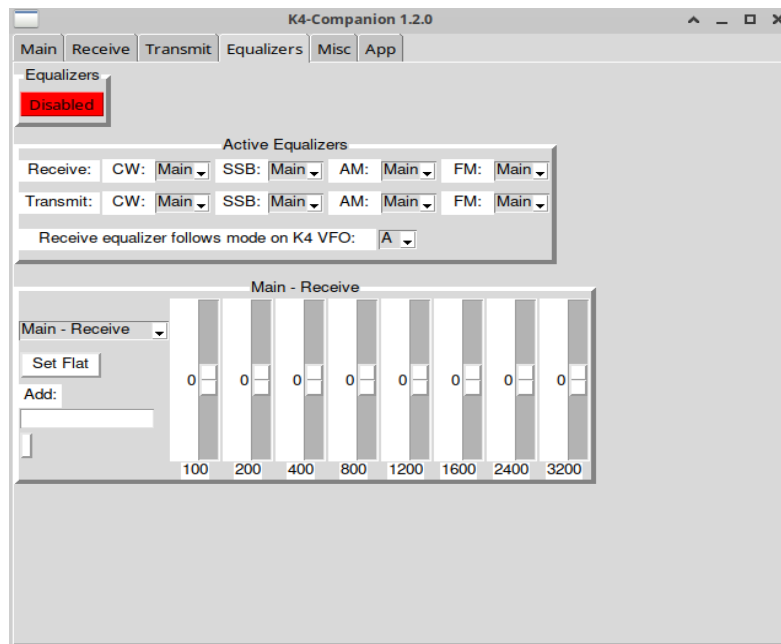 K4-Companion 1.2.0
Main Receive Transmit Equalizers Misc App
Equalizers
Disabled
Active Equalizers
Receive: CW: Main SSB: Main AM: Main FM: Main
Transmit: CW: Main SSB: Main AM: Main FM: Main
Receive equalizer follows mode on K4 VFO: A
Main - Receive
Main - Receive
Set Flat
Add:
0 0 0 0 0 0 0 0
100 200 400 800 1200 1600 2400 3200